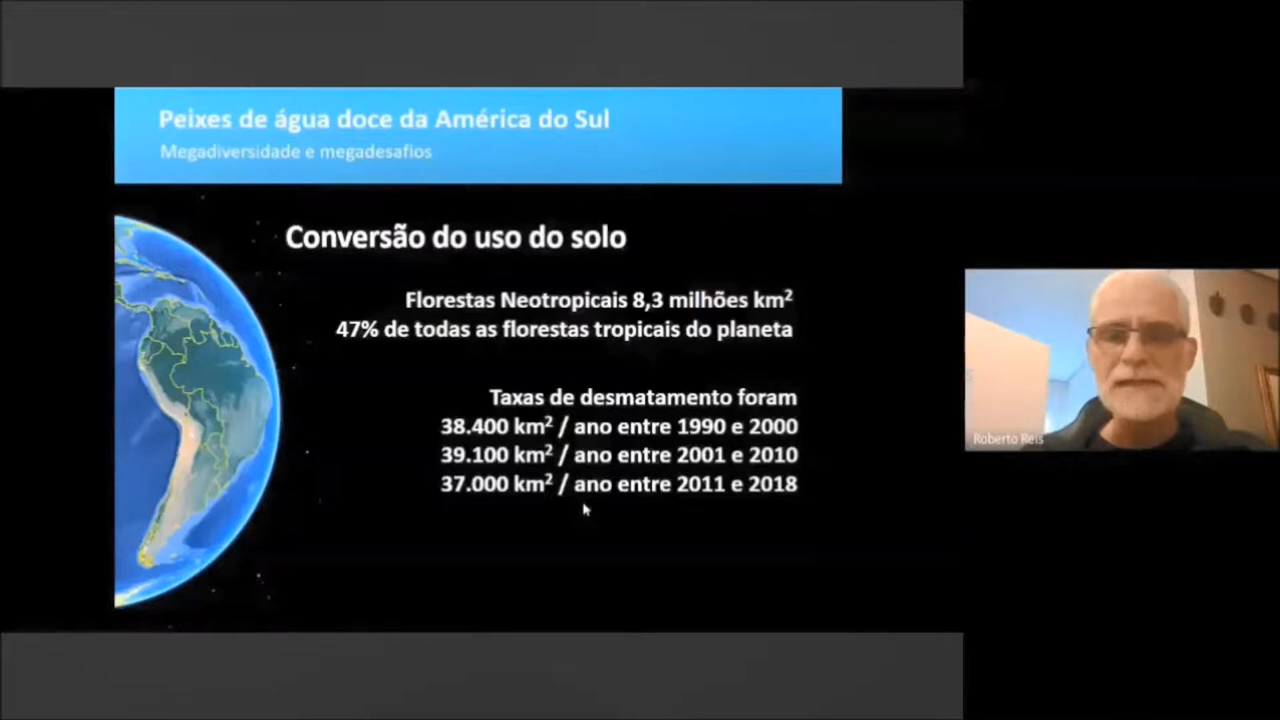 Peixes de água doce da América do Sul
Megadiversidade e megadesafios
Conversão do uso do solo
Florestas Neotropicais 8,3 milhões km²
47% de todas as florestas tropicais do planeta
Taxas de desmatamento foram
38.400 km² / ano entre 1990 e 2000
39.100 km² / ano entre 2001 e 2010
37.000 km² / ano entre 2011 e 2018
Roberto Reis